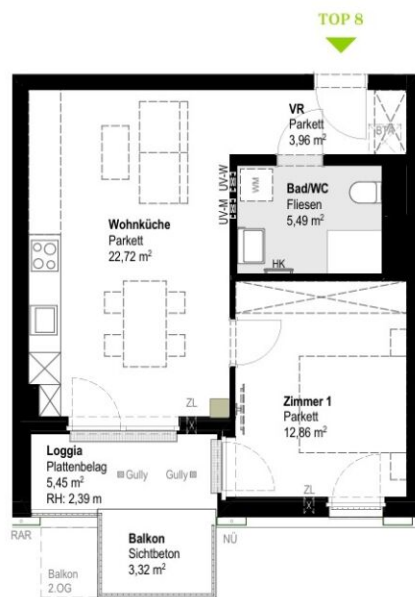 TOP 8
VR
Parkett
3,96 m²
UV-W
UV-M
WM
Bad/WC
Fliesen
5,49 m²
HK
Wohnküche
Parkett
22,72 m²
Zimmer 1
Parkett
12,86 m²
ZL
Loggia
Plattenbelag
5,45 m²
RH: 2,39 m
Gully
Gully
ZL
RAR
NÜ
Balkon
Sichtbeton
3,32 m²
Balkon
2.OG